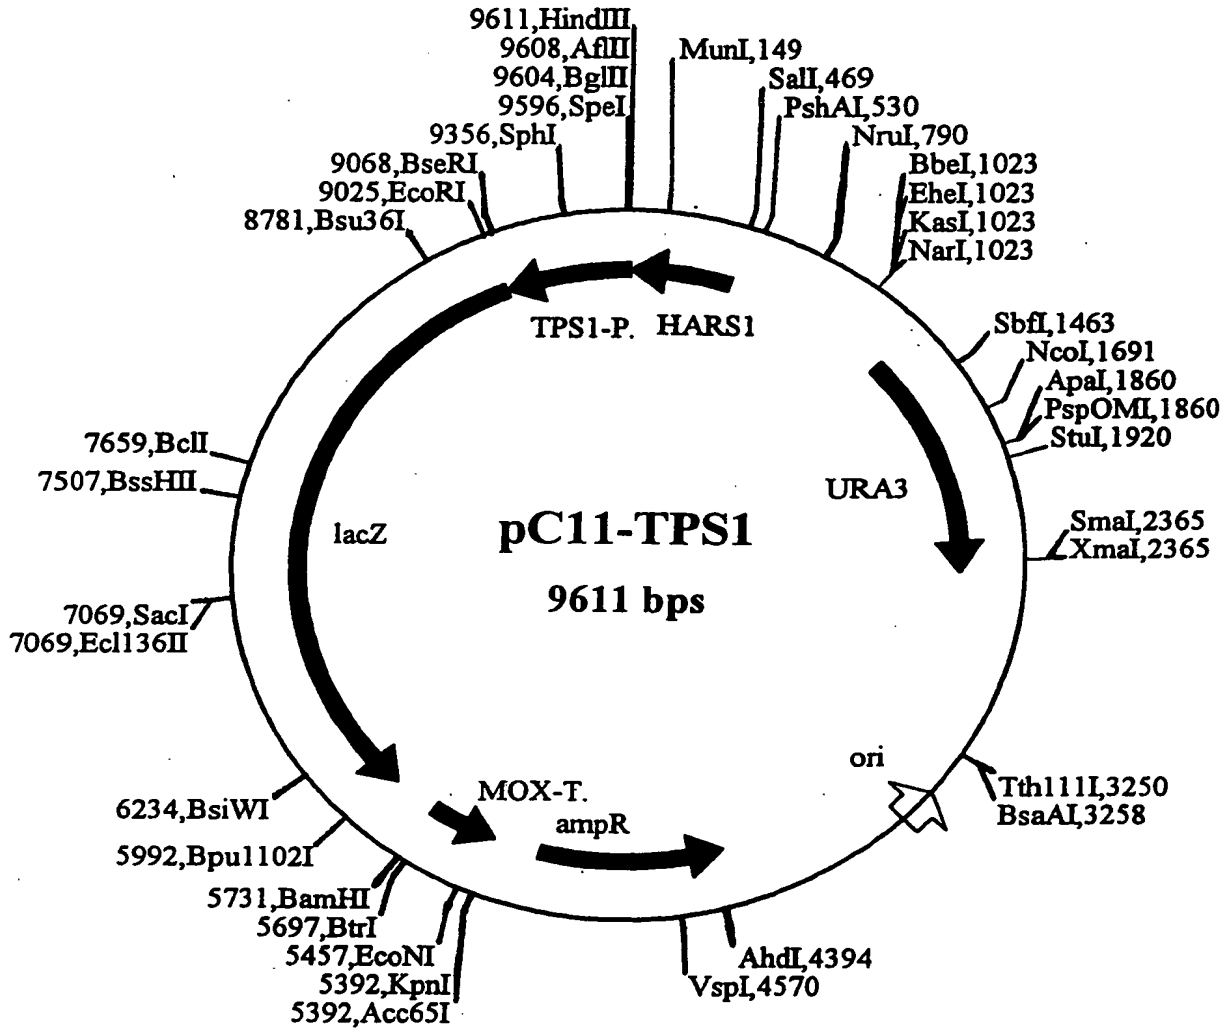 9611,HindIII
9608,AflII
9604,BglII
9596,SpeI
9356,SphI
9068,BseRI
9025,EcoRI
8781,Bsu36I
MunI,149
SalI,469
PshAI,530
NruI,790
BbeI,1023
EheI,1023
KasI,1023
NarI,1023
SbfI,1463
NcoI,1691
ApaI,1860
PspOMI,1860
StuI,1920
SmaI,2365
XmaI,2365
Tth111I,3250
BsaAI,3258
AhdI,4394
VspI,4570
7659,BclI
7507,BssHII
7069,SacI
7069,Ecl136II
6234,BsiWI
5992,Bpu1102I
5731,BamHI
5697,BtrI
5457,EcoNI
5392,KpnI
5392,Acc65I
TPS1-P.
HARS1
URA3
lacZ
pC11-TPS1
9611 bps
ori
MOX-T.
ampR